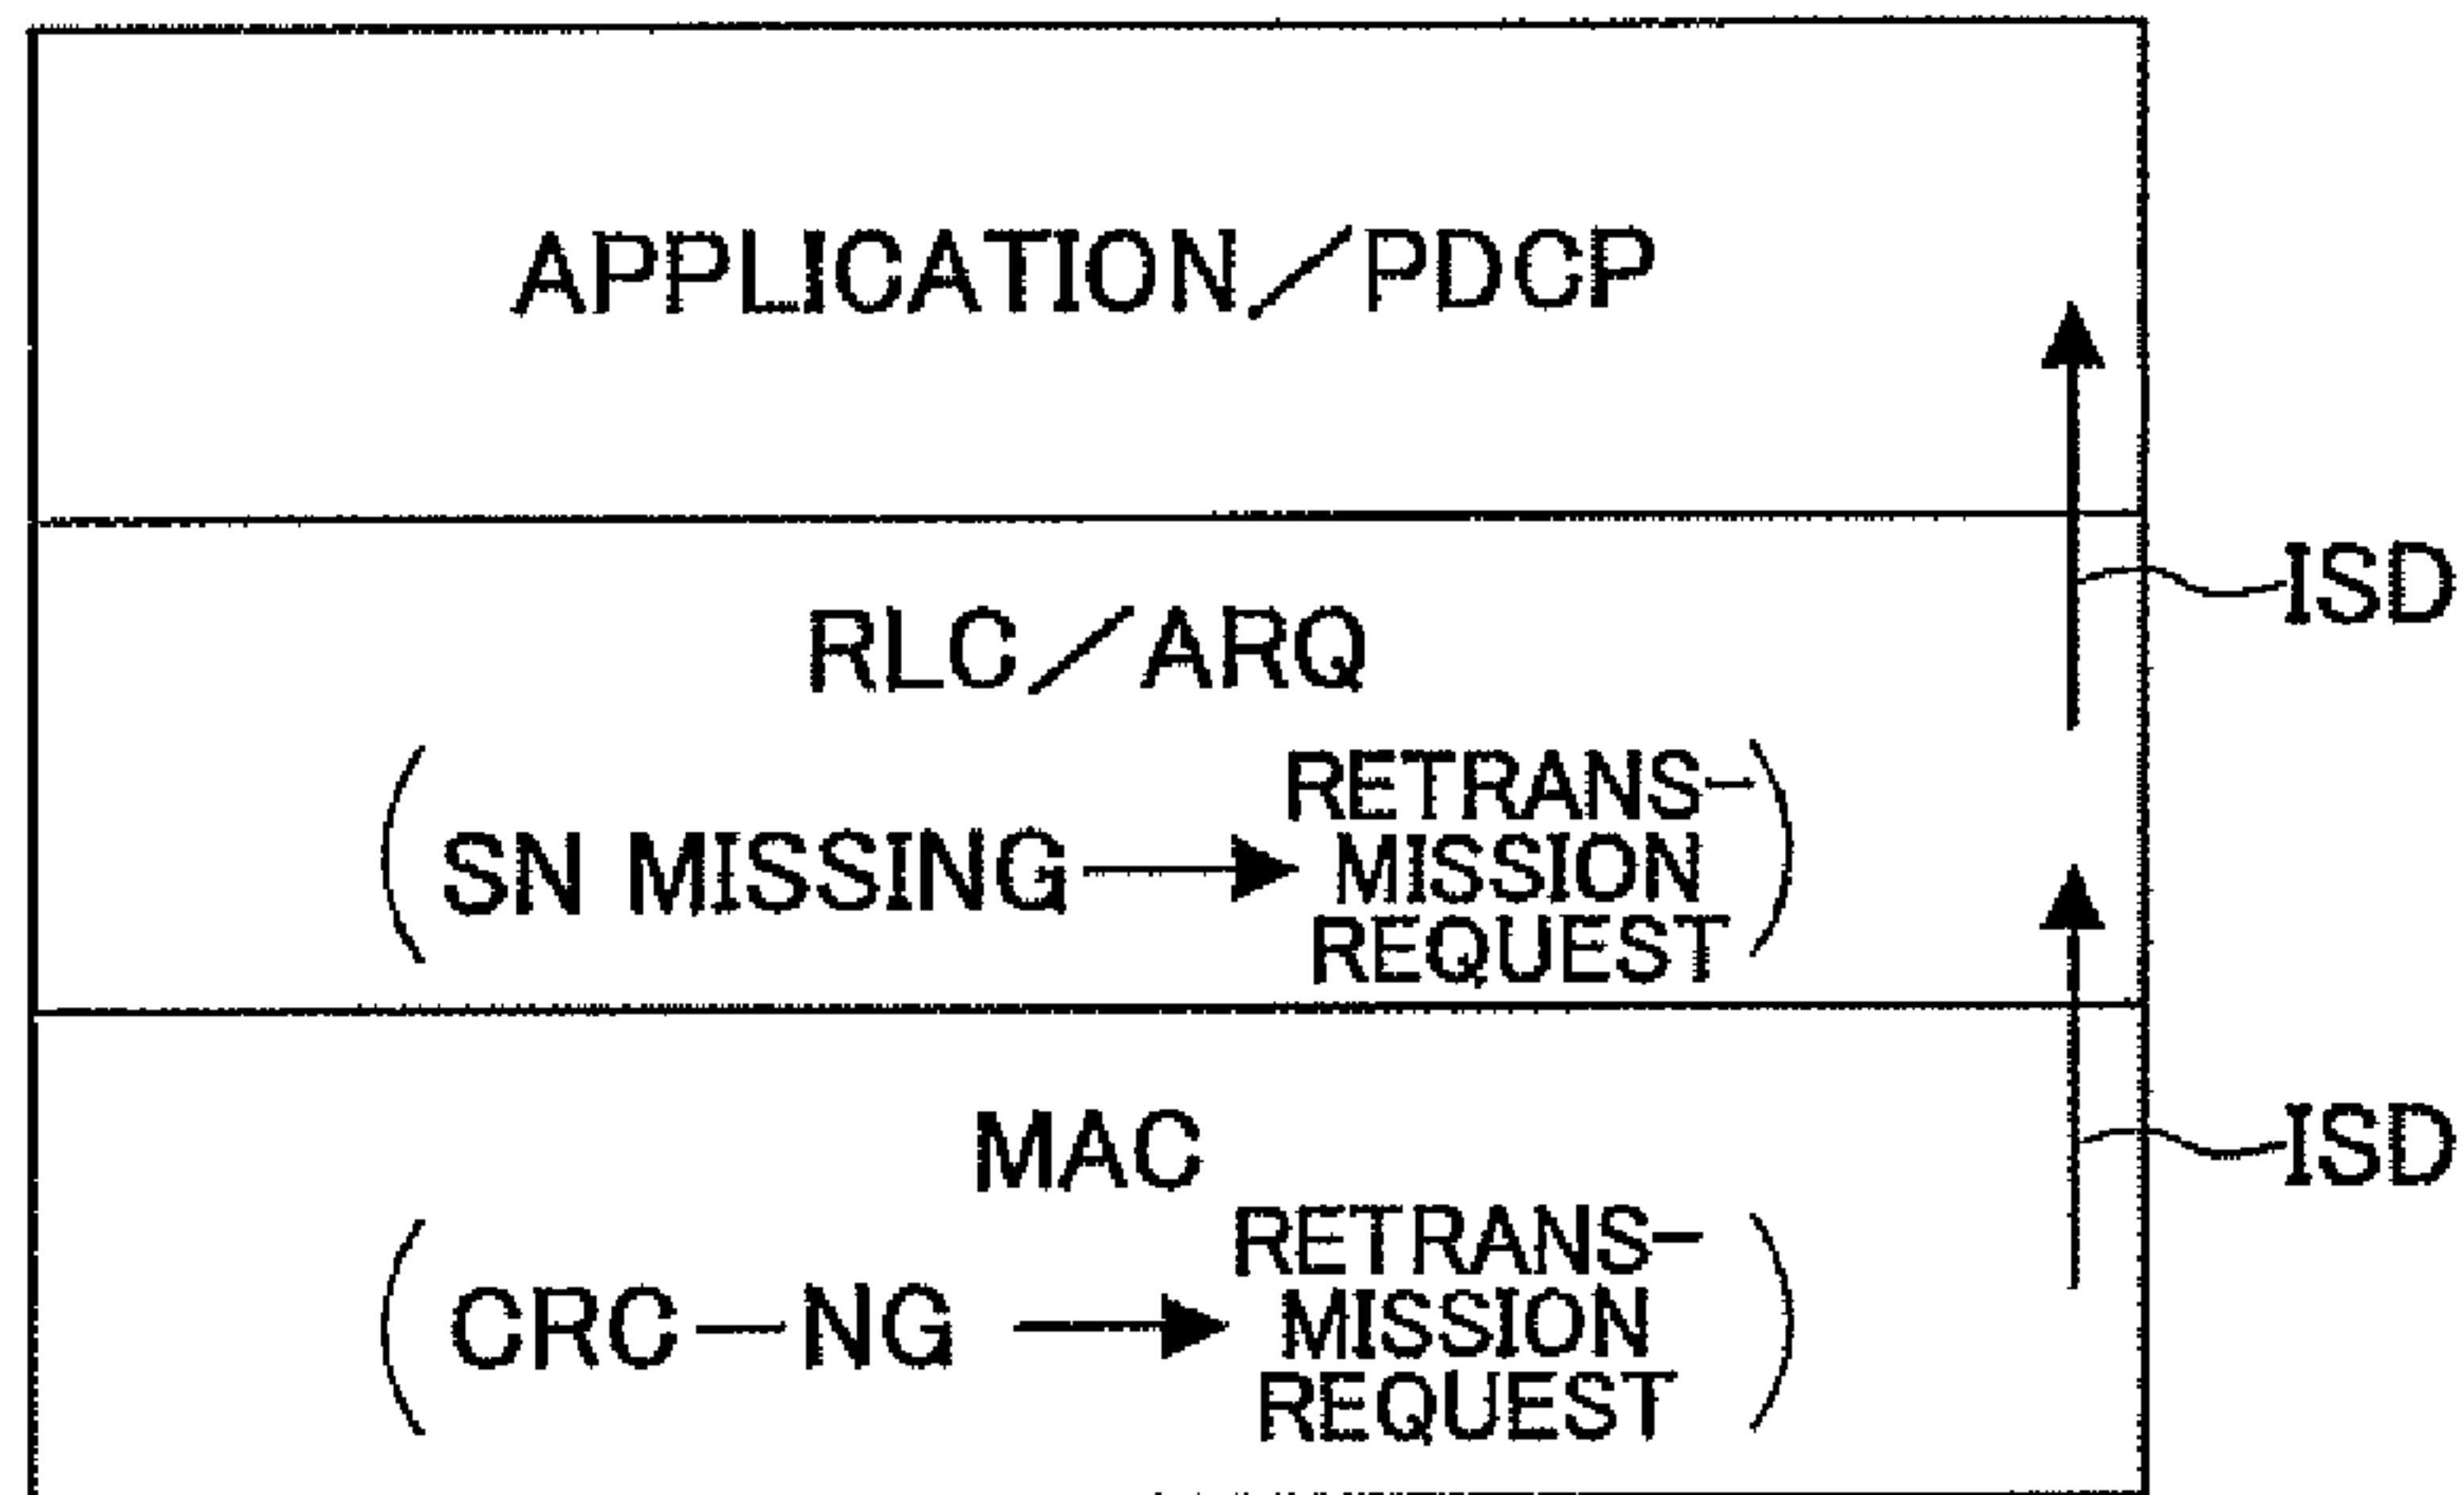 APPLICATION/PDCP
ISD
RLC/ARQ
SN MISSING
RETRANS-
MISSION
REQUEST
ISD
MAC
CRC-NG
RETRANS-
MISSION
REQUEST